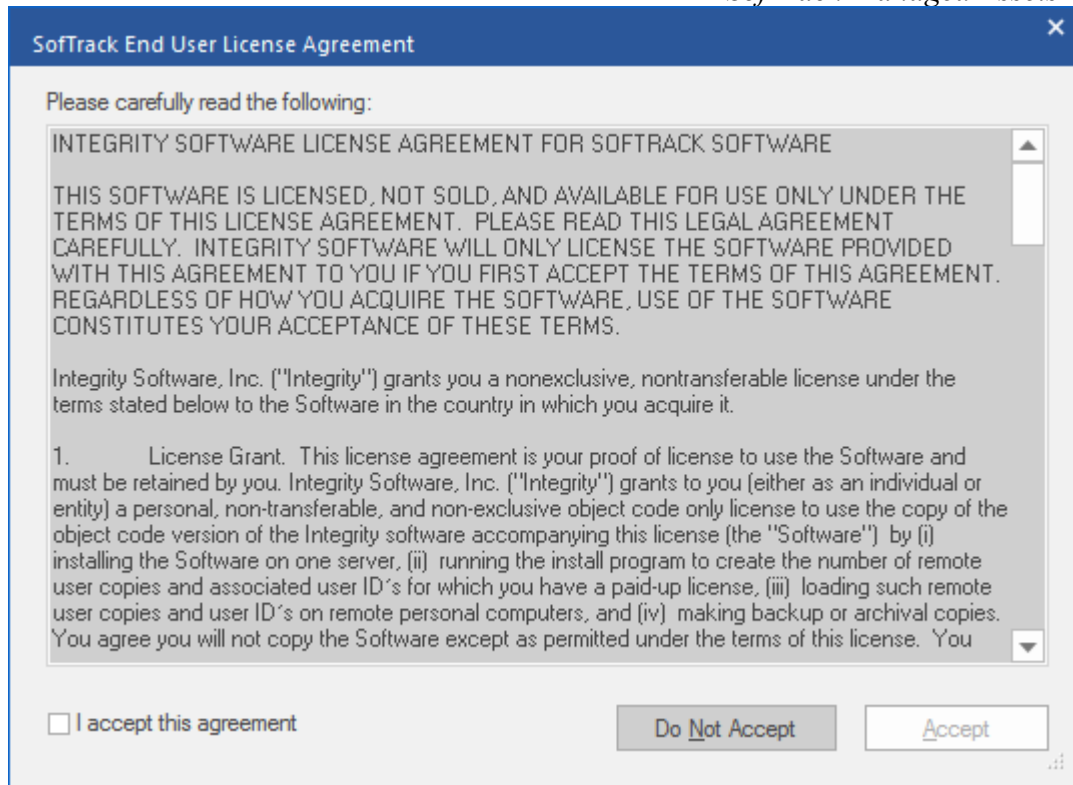 SofTrack End User License Agreement
Please carefully read the following:
INTEGRITY SOFTWARE LICENSE AGREEMENT FOR SOFTRACK SOFTWARE
THIS SOFTWARE IS LICENSED, NOT SOLD, AND AVAILABLE FOR USE ONLY UNDER THE
TERMS OF THIS LICENSE AGREEMENT.  PLEASE READ THIS LEGAL AGREEMENT
CAREFULLY.  INTEGRITY SOFTWARE WILL ONLY LICENSE THE SOFTWARE PROVIDED
WITH THIS AGREEMENT TO YOU IF YOU FIRST ACCEPT THE TERMS OF THIS AGREEMENT.
REGARDLESS OF HOW YOU ACQUIRE THE SOFTWARE, USE OF THE SOFTWARE
CONSTITUTES YOUR ACCEPTANCE OF THESE TERMS.
Integrity Software, Inc. ("Integrity") grants you a nonexclusive, nontransferable license under the
terms stated below to the Software in the country in which you acquire it.
1.	License Grant.  This license agreement is your proof of license to use the Software and
must be retained by you. Integrity Software, Inc. ("Integrity") grants to you (either as an individual or
entity) a personal, non-transferable, and non-exclusive object code only license to use the copy of the
object code version of the Integrity software accompanying this license (the "Software")  by (i)
installing the Software on one server, (ii)  running the install program to create the number of remote
user copies and associated user ID´s for which you have a paid-up license, (iii)  loading such remote
user copies and user ID´s on remote personal computers, and (iv)  making backup or archival copies.
You agree you will not copy the Software except as permitted under the terms of this license.  You
I accept this agreement
Do Not Accept
Accept